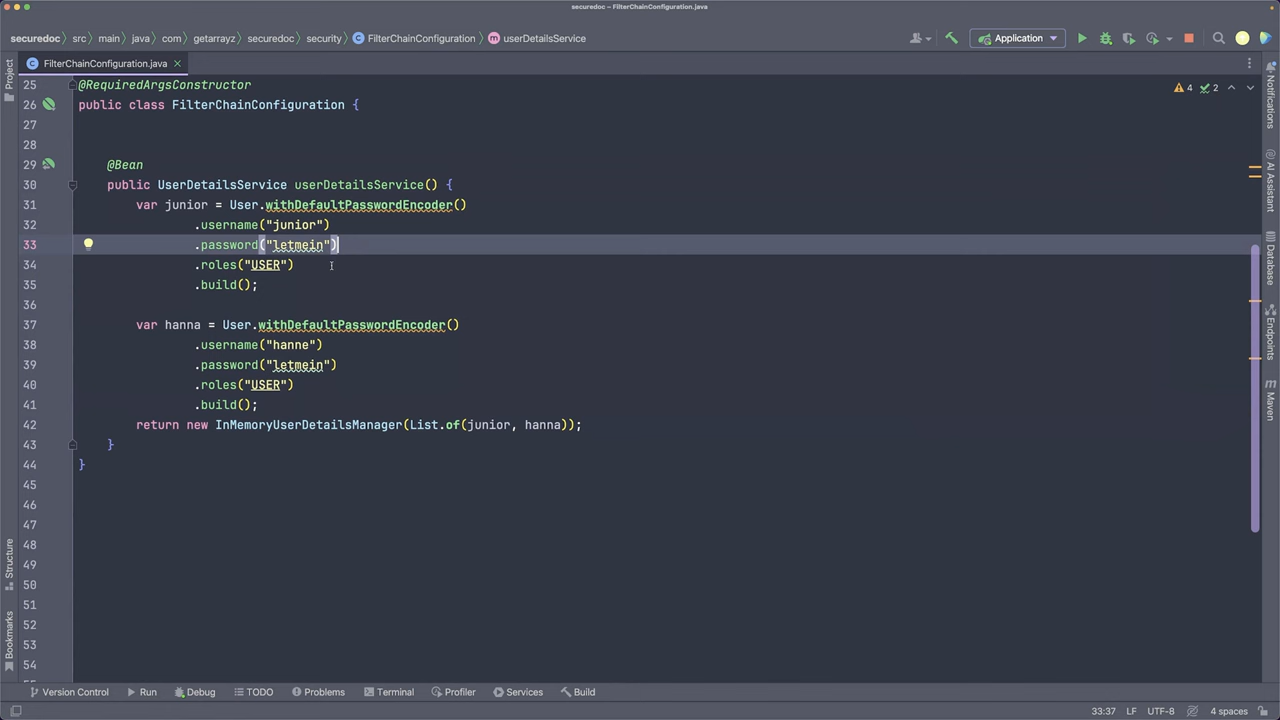 securedoc – FilterChainConfiguration.java
securedoc src main java com getarrayz securedoc security FilterChainConfiguration userDetailsService Application
FilterChainConfiguration.java
4 2
25 @RequiredArgsConstructor
26 public class FilterChainConfiguration {
27
28
29 @Bean
30 public UserDetailsService userDetailsService() {
31 var junior = User.withDefaultPasswordEncoder()
32 .username("junior")
33 .password("letmein")
34 .roles("USER")
35 .build();
36
37 var hanna = User.withDefaultPasswordEncoder()
38 .username("hanne")
39 .password("letmein")
40 .roles("USER")
41 .build();
42 return new InMemoryUserDetailsManager(List.of(junior, hanna));
43 }
44 }
45
46
47
48
49
50
51
52
53
54
Project
Structure
Bookmarks
Notifications
AI Assistant
Database
Endpoints
Maven
Version Control Run Debug TODO Problems Terminal Profiler Services Build
33:37 LF UTF-8 4 spaces